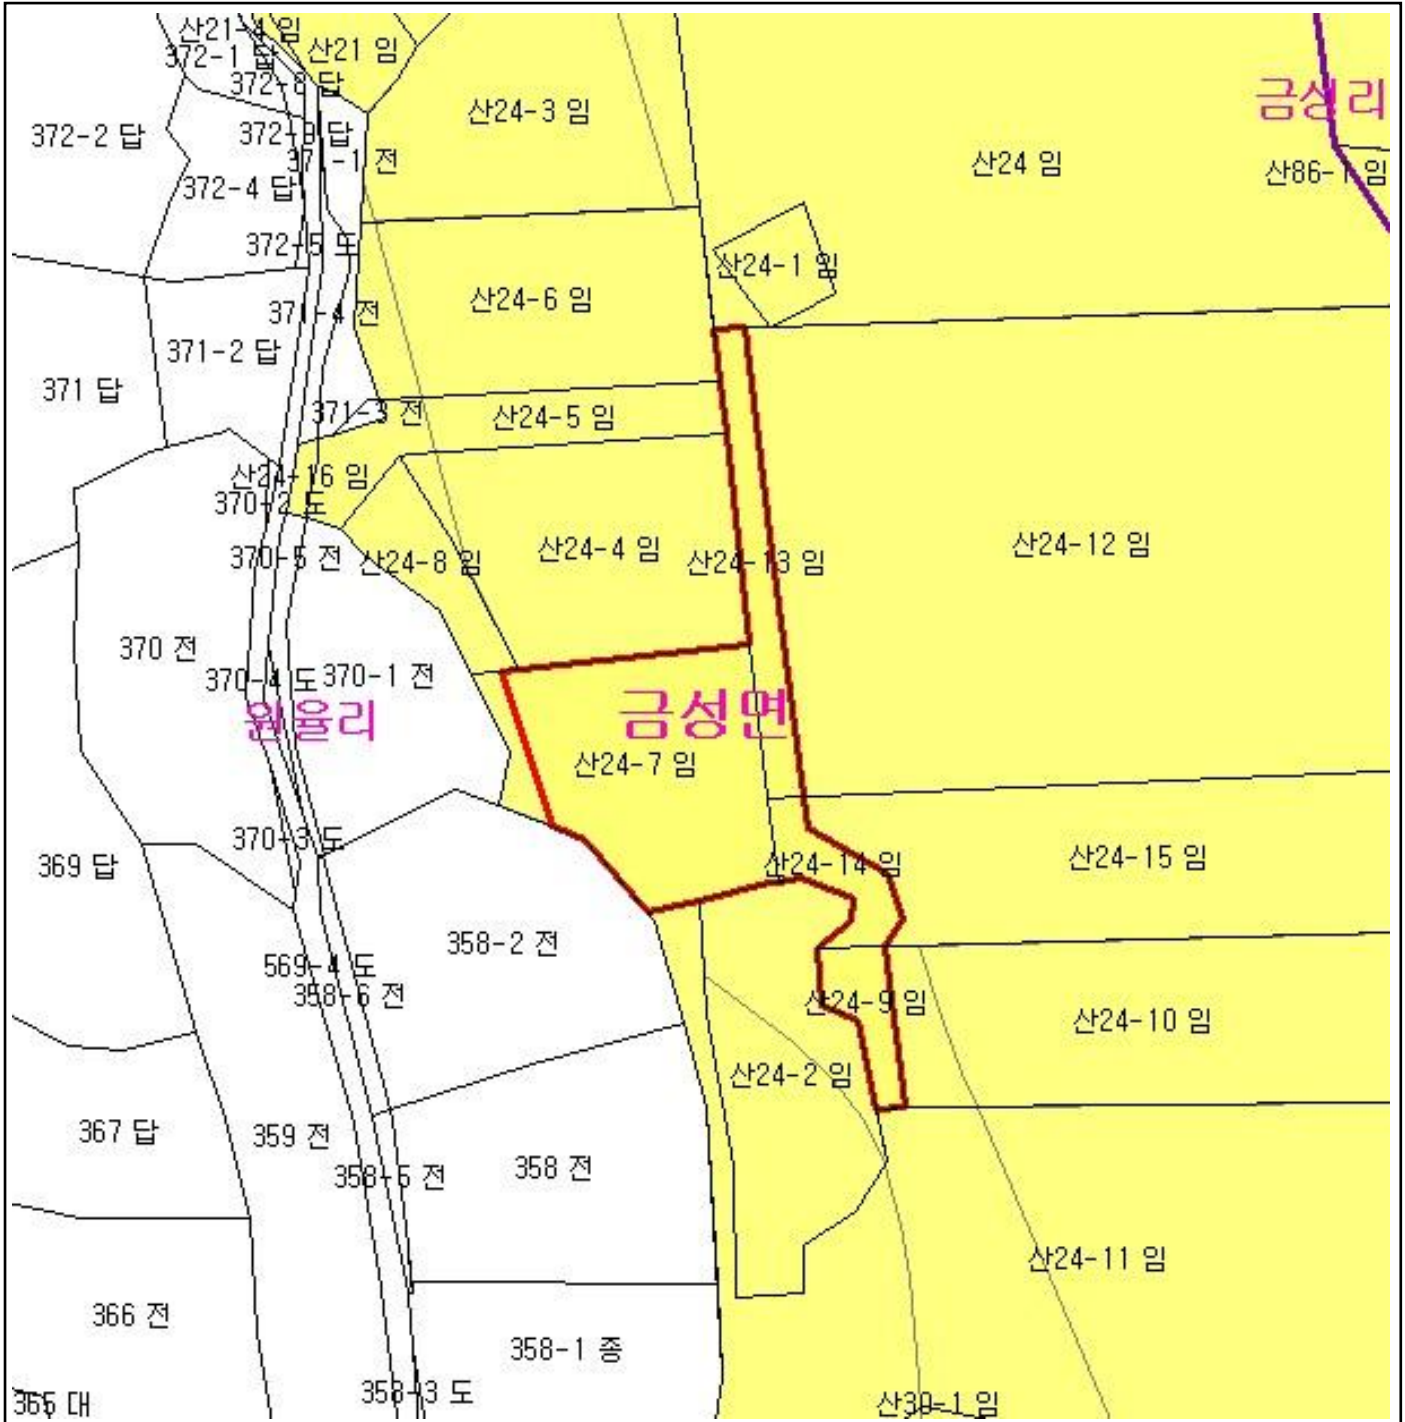 산21-4 임
산21 임
372-1 답
372-8 답
산24-3 임
금성리
372-2 답
372-3 답
371-1 전
산24 임
산86-1 임
372-4 답
372-5 도
산24-1 임
산24-6 임
371-4 전
371-2 답
371 답
371-3 전
산24-5 임
산24-16 임
370-2 도
370-5 전
산24-8 임
산24-4 임
산24-13 임
산24-12 임
370 전
370-4 도
370-1 전
원율리
금성면
산24-7 임
370-3 도
369 답
산24-14 임
산24-15 임
358-2 전
569-4 도
358-6 전
산24-9 임
산24-10 임
산24-2 임
367 답
359 전
358-5 전
358 전
산24-11 임
366 전
358-1 종
365 대
358-3 도
산30-1 임